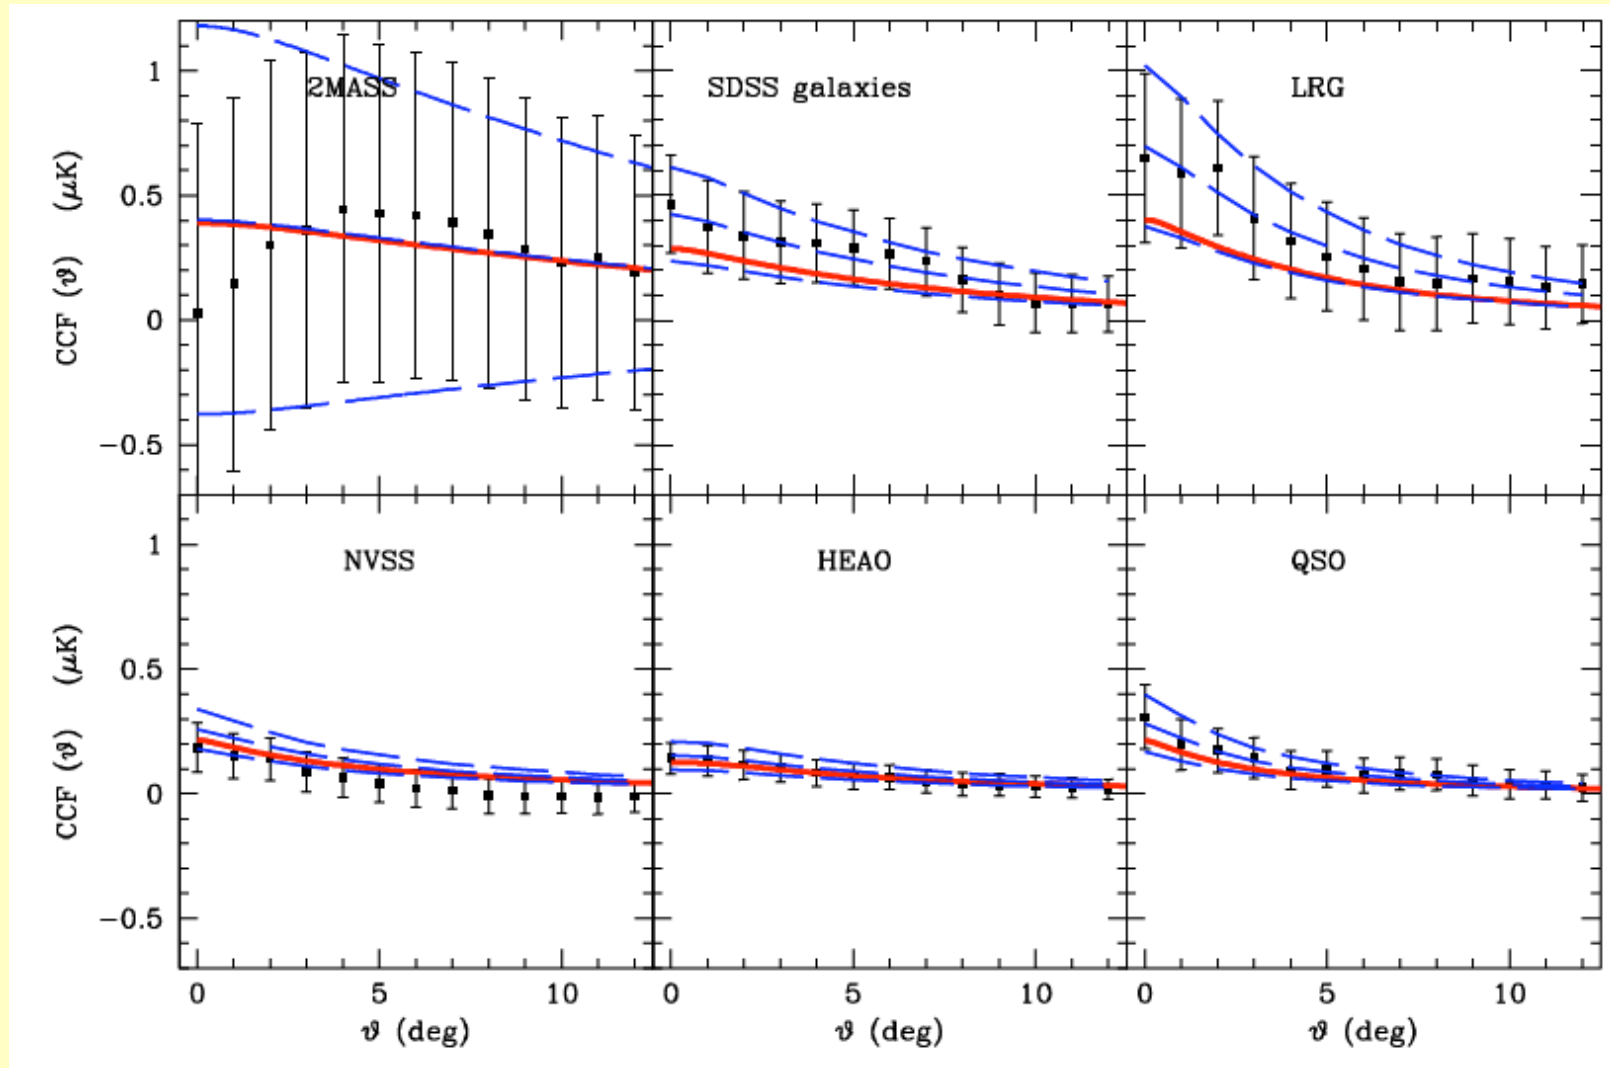 2MASS
SDSS galaxies
LRG
CCF (ϑ) (μK)
1
0.5
0
−0.5
NVSS
HEAO
QSO
CCF (ϑ) (μK)
1
0.5
0
−0.5
0 5 10 0 5 10 0 5 10
ϑ (deg) ϑ (deg) ϑ (deg)